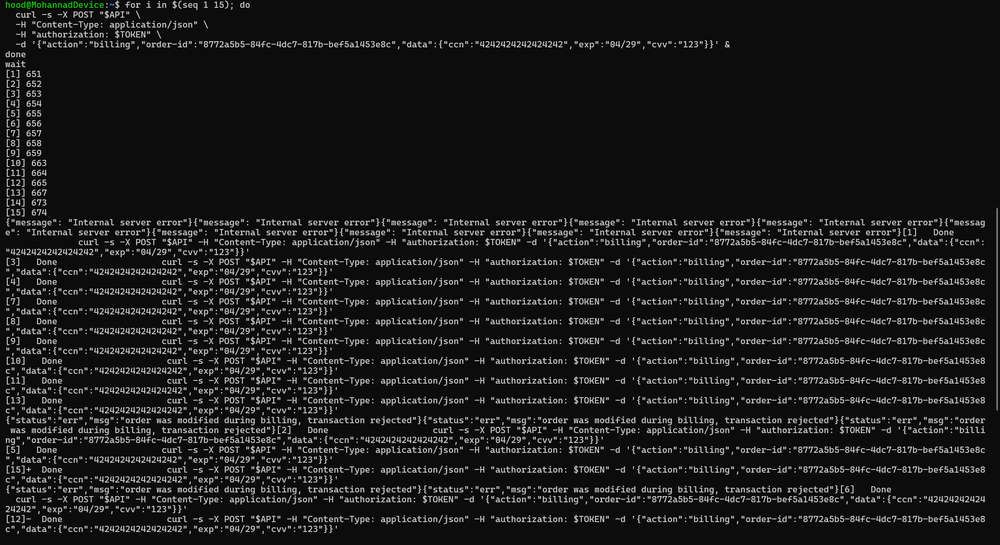 hood@MohannadDevice:~$ for i in $(seq 1 15); do
  curl -s -X POST "$API" \
  -H "Content-Type: application/json" \
  -H "authorization: $TOKEN" \
  -d '{"action":"billing","order-id":"8772a5b5-84fc-4dc7-817b-bef5a1453e8c","data":{"ccn":"4242424242424242","exp":"04/29","cvv":"123"}}' &
done
wait
[1] 651
[2] 652
[3] 653
[4] 654
[5] 655
[6] 656
[7] 657
[8] 658
[9] 659
[10] 663
[11] 664
[12] 665
[13] 667
[14] 673
[15] 674
{"message": "Internal server error"}{"message": "Internal server error"}{"message": "Internal server error"}{"message": "Internal server error"}{"message": "Internal server error"}{"messag
e": "Internal server error"}{"message": "Internal server error"}{"message": "Internal server error"}{"message": "Internal server error"}{"message": "Internal server error"}[1]   Done
              curl -s -X POST "$API" -H "Content-Type: application/json" -H "authorization: $TOKEN" -d '{"action":"billing","order-id":"8772a5b5-84fc-4dc7-817b-bef5a1453e8c","data":{"ccn":
"4242424242424242","exp":"04/29","cvv":"123"}}'
[3]   Done                    curl -s -X POST "$API" -H "Content-Type: application/json" -H "authorization: $TOKEN" -d '{"action":"billing","order-id":"8772a5b5-84fc-4dc7-817b-bef5a1453e8c
","data":{"ccn":"4242424242424242","exp":"04/29","cvv":"123"}}'
[4]   Done                    curl -s -X POST "$API" -H "Content-Type: application/json" -H "authorization: $TOKEN" -d '{"action":"billing","order-id":"8772a5b5-84fc-4dc7-817b-bef5a1453e8c
","data":{"ccn":"4242424242424242","exp":"04/29","cvv":"123"}}'
[7]   Done                    curl -s -X POST "$API" -H "Content-Type: application/json" -H "authorization: $TOKEN" -d '{"action":"billing","order-id":"8772a5b5-84fc-4dc7-817b-bef5a1453e8c
","data":{"ccn":"4242424242424242","exp":"04/29","cvv":"123"}}'
[8]   Done                    curl -s -X POST "$API" -H "Content-Type: application/json" -H "authorization: $TOKEN" -d '{"action":"billing","order-id":"8772a5b5-84fc-4dc7-817b-bef5a1453e8c
","data":{"ccn":"4242424242424242","exp":"04/29","cvv":"123"}}'
[9]   Done                    curl -s -X POST "$API" -H "Content-Type: application/json" -H "authorization: $TOKEN" -d '{"action":"billing","order-id":"8772a5b5-84fc-4dc7-817b-bef5a1453e8c
","data":{"ccn":"4242424242424242","exp":"04/29","cvv":"123"}}'
[10]   Done                    curl -s -X POST "$API" -H "Content-Type: application/json" -H "authorization: $TOKEN" -d '{"action":"billing","order-id":"8772a5b5-84fc-4dc7-817b-bef5a1453e8
c","data":{"ccn":"4242424242424242","exp":"04/29","cvv":"123"}}'
[11]   Done                    curl -s -X POST "$API" -H "Content-Type: application/json" -H "authorization: $TOKEN" -d '{"action":"billing","order-id":"8772a5b5-84fc-4dc7-817b-bef5a1453e8
c","data":{"ccn":"4242424242424242","exp":"04/29","cvv":"123"}}'
[13]   Done                    curl -s -X POST "$API" -H "Content-Type: application/json" -H "authorization: $TOKEN" -d '{"action":"billing","order-id":"8772a5b5-84fc-4dc7-817b-bef5a1453e8
c","data":{"ccn":"4242424242424242","exp":"04/29","cvv":"123"}}'
{"status":"err","msg":"order was modified during billing, transaction rejected"}{"status":"err","msg":"order was modified during billing, transaction rejected"}{"status":"err","msg":"order
 was modified during billing, transaction rejected"}[2]   Done                    curl -s -X POST "$API" -H "Content-Type: application/json" -H "authorization: $TOKEN" -d '{"action":"billi
ng","order-id":"8772a5b5-84fc-4dc7-817b-bef5a1453e8c","data":{"ccn":"4242424242424242","exp":"04/29","cvv":"123"}}'
[5]   Done                    curl -s -X POST "$API" -H "Content-Type: application/json" -H "authorization: $TOKEN" -d '{"action":"billing","order-id":"8772a5b5-84fc-4dc7-817b-bef5a1453e8c
","data":{"ccn":"4242424242424242","exp":"04/29","cvv":"123"}}'
[15]+  Done                    curl -s -X POST "$API" -H "Content-Type: application/json" -H "authorization: $TOKEN" -d '{"action":"billing","order-id":"8772a5b5-84fc-4dc7-817b-bef5a1453e8
c","data":{"ccn":"4242424242424242","exp":"04/29","cvv":"123"}}'
{"status":"err","msg":"order was modified during billing, transaction rejected"}{"status":"err","msg":"order was modified during billing, transaction rejected"}[6]   Done
  curl -s -X POST "$API" -H "Content-Type: application/json" -H "authorization: $TOKEN" -d '{"action":"billing","order-id":"8772a5b5-84fc-4dc7-817b-bef5a1453e8c","data":{"ccn":"42424242424
24242","exp":"04/29","cvv":"123"}}'
[12]-  Done                    curl -s -X POST "$API" -H "Content-Type: application/json" -H "authorization: $TOKEN" -d '{"action":"billing","order-id":"8772a5b5-84fc-4dc7-817b-bef5a1453e8
c","data":{"ccn":"4242424242424242","exp":"04/29","cvv":"123"}}'